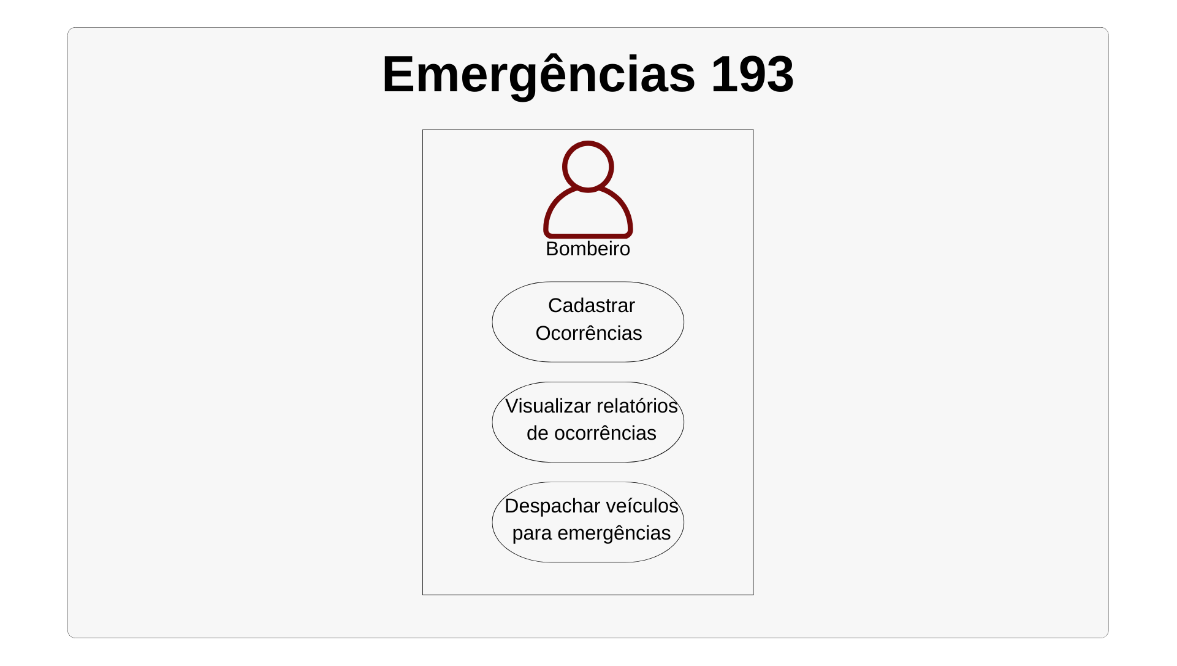 Emergências 193
Bombeiro
Cadastrar
Ocorrências
Visualizar relatórios
de ocorrências
Despachar veículos
para emergências